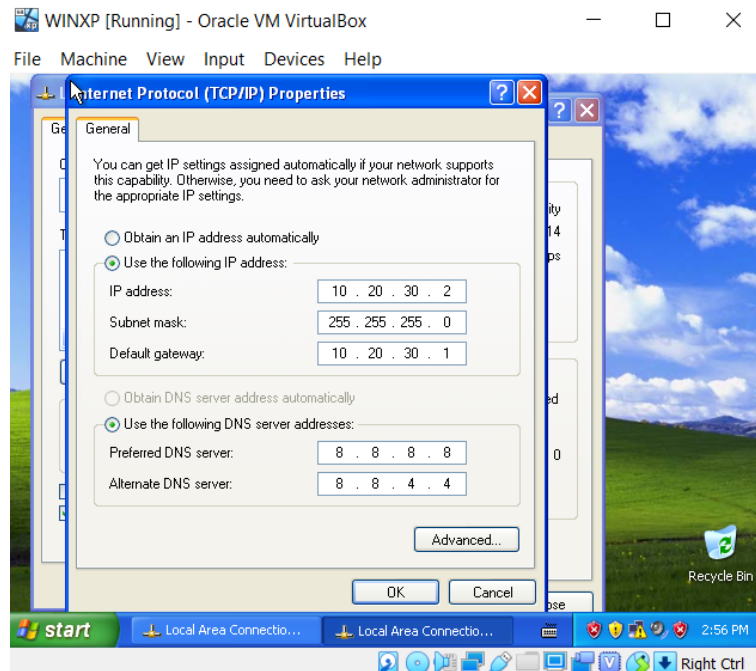 WINXP [Running] - Oracle VM VirtualBox
File Machine View Input Devices Help
Internet Protocol (TCP/IP) Properties
General
You can get IP settings assigned automatically if your network supports
this capability. Otherwise, you need to ask your network administrator for
the appropriate IP settings.
Obtain an IP address automatically
Use the following IP address:
IP address: 10 . 20 . 30 . 2
Subnet mask: 255 . 255 . 255 . 0
Default gateway: 10 . 20 . 30 . 1
Obtain DNS server address automatically
Use the following DNS server addresses:
Preferred DNS server: 8 . 8 . 8 . 8
Alternate DNS server: 8 . 8 . 4 . 4
Advanced...
OK Cancel
Recycle Bin
start Local Area Connectio... Local Area Connectio... 2:56 PM
Right Ctrl